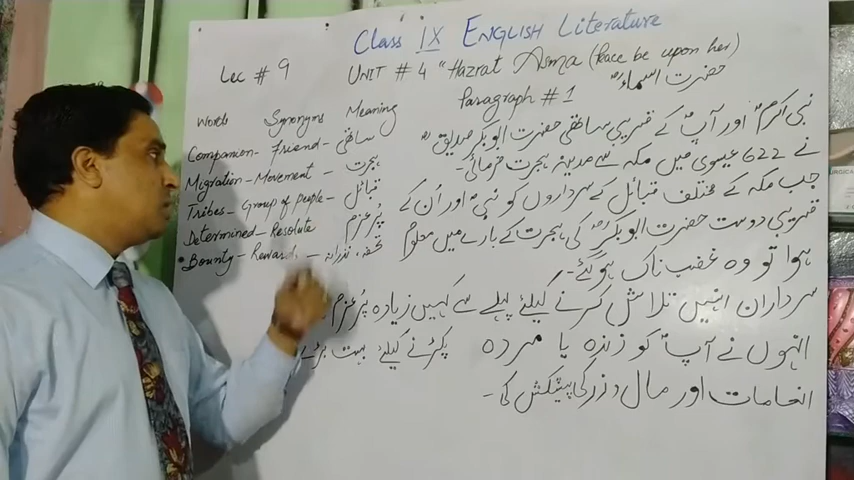 Class IX ENGLISH Literature
Lec # 9
UNIT # 4 "Hazrat Asma (Peace be upon her)
حضرت اسماءؓ
Paragraph # 1
Words Synonyms Meaning
Companion - Friend - ساتھی
Migration - Movement - ہجرت
Tribes - Group of People - قبائل
Determined - Resolute پُرعزم
Bounty - Reward - تحفہ، نذرانہ
نبی اکرمؐ اور آپؐ کے قریبی ساتھی حضرت ابوبکر صدیقؓ
نے 622 عیسوی میں مکہ سے مدینہ ہجرت فرمائی۔
جب مکہ کے مختلف قبائل کے سرداروں کو نبیؐ اور اُن کے
قریبی دوست حضرت ابوبکرؓ کی ہجرت کے بارے میں معلوم
ہوا تو وہ غضب ناک ہو گئے۔
سرداران انہیں تلاش کرنے کیلئے پہلے سے کہیں زیادہ پُرعزم
انہوں نے آپؐ کو زندہ یا مردہ پکڑنے کیلئے بہت بڑے
انعامات اور مال و زر کی پیشکش کی۔